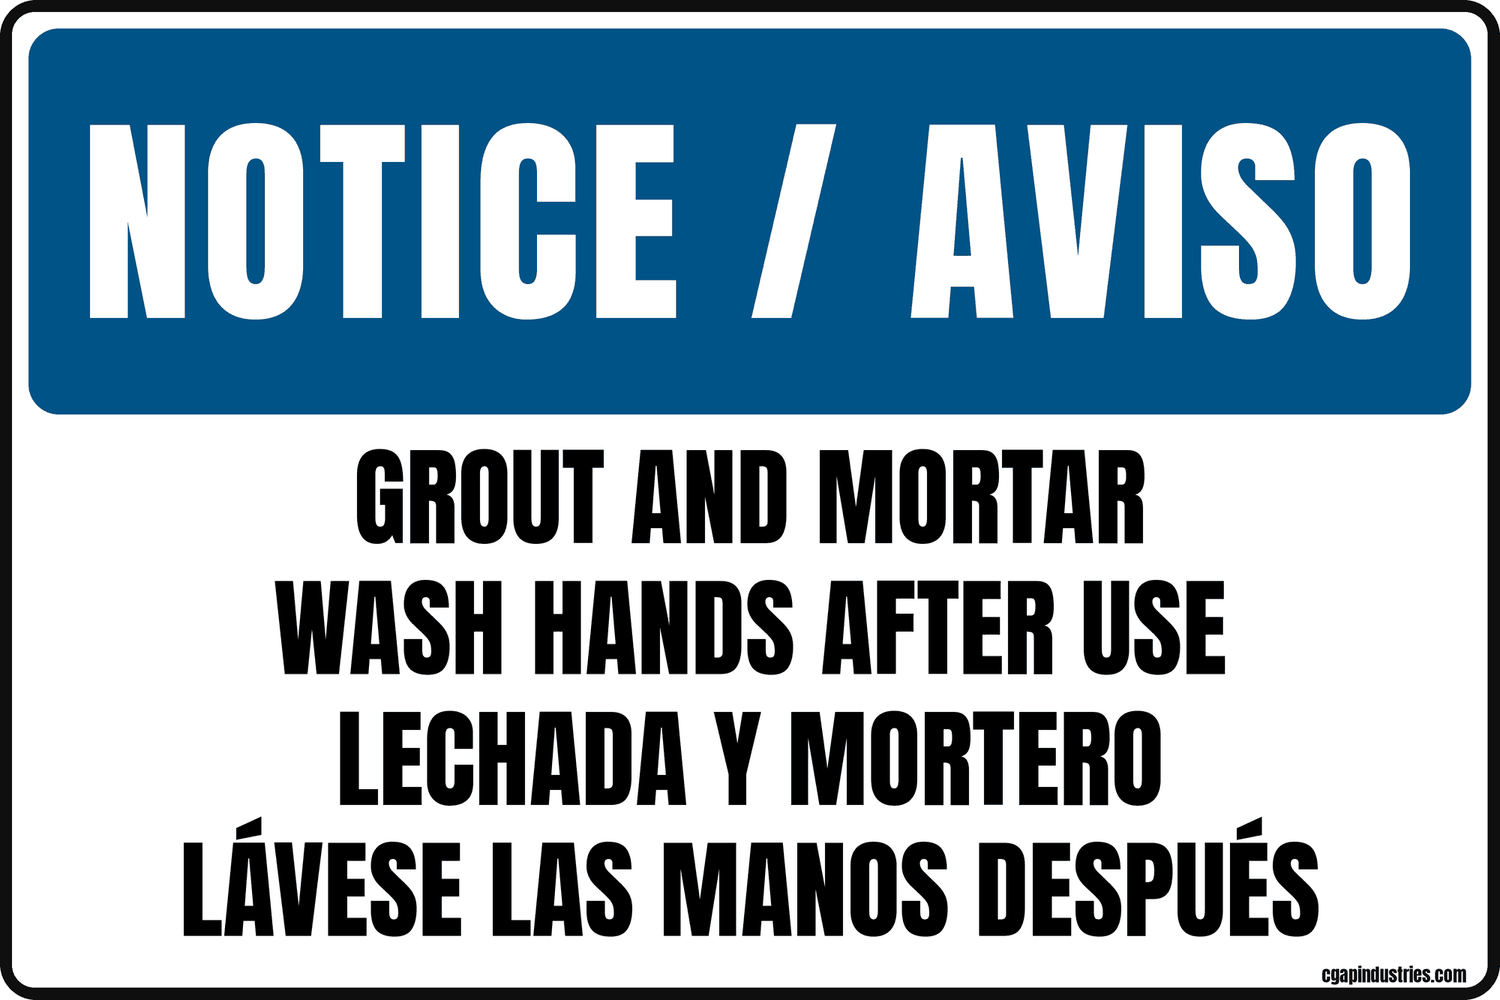 NOTICE / AVISO
GROUT AND MORTAR
WASH HANDS AFTER USE
LECHADA Y MORTERO
LÁVESE LAS MANOS DESPUÉS
cgapindustries.com